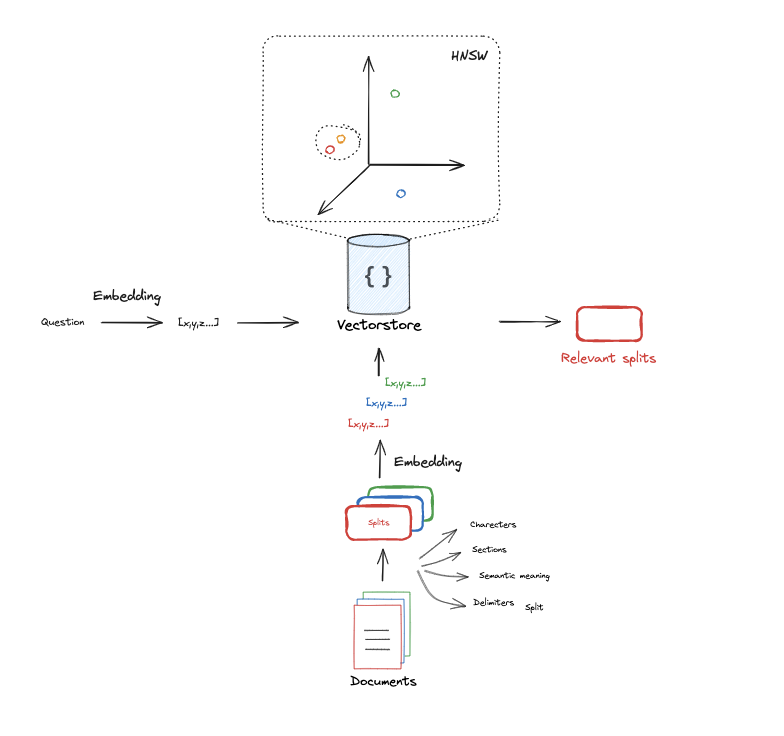 HNSW
{}
Embedding
Question
[x,y,z...]
Vectorstore
Relevant splits
[x,y,z...]
[x,y,z...]
[x,y,z...]
Embedding
Splits
Charecters
Sections
Semantic meaning
Delimiters
Split
Documents